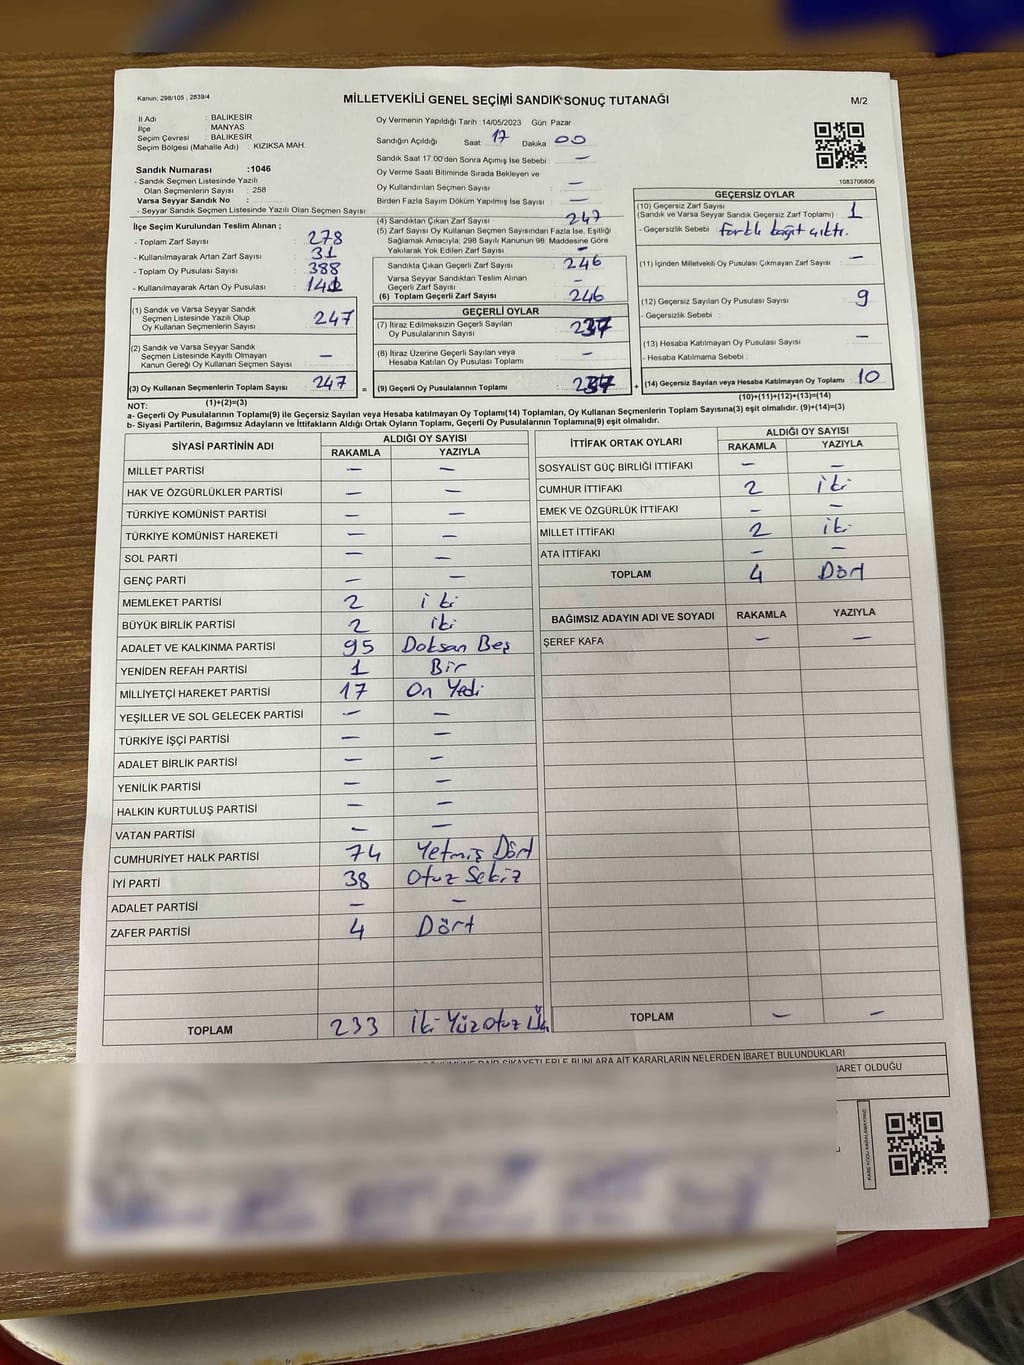 Kanun: 298/105 , 2839/4
MİLLETVEKİLİ GENEL SEÇİMİ SANDIK SONUÇ TUTANAĞI
M/2
İl Adı : BALIKESİR
İlçe : MANYAS
Seçim Çevresi : BALIKESİR
Seçim Bölgesi (Mahalle Adı) : KIZIKSA MAH.
Sandık Numarası :1046
- Sandık Seçmen Listesinde Yazılı
Olan Seçmenlerin Sayısı : 258
Varsa Seyyar Sandık No :
- Seyyar Sandık Seçmen Listesinde Yazılı Olan Seçmen Sayısı
Oy Vermenin Yapıldığı Tarih :14/05/2023 Gün: Pazar
Sandığın Açıldığı Saat: 17 Dakika 00
Sandık Saat 17.00'den Sonra Açımış İse Sebebi : —
Oy Verme Saati Bitiminde Sırada Bekleyen ve
Oy Kullandırılan Seçmen Sayısı : —
Birden Fazla Sayım Döküm Yapılmış İse Sayısı : —
1083706806
İlçe Seçim Kurulundan Teslim Alınan ;
- Toplam Zarf Sayısı : 278
- Kullanılmayarak Artan Zarf Sayısı : 31
- Toplam Oy Pusulası : 388
- Kullanılmayarak Artan Oy Pusulası :
(1) Sandık ve Varsa Seyyar Sandık
Seçmen Listesinde Yazılı Olup
Oy Kullanan Seçmenlerin Sayısı : 247
(2) Sandık ve Varsa Seyyar Sandık
Seçmen Listesinde Kayıtlı Olmayan
Kanun Gereği Oy Kullanan Seçmen Sayısı : —
(3) Oy Kullanan Seçmenlerin Toplam Sayısı : 247 =
(1)+(2)=(3)
(4) Sandıktan Çıkan Zarf Sayısı : 247
(5) Zarf Sayısı Oy Kullanan Seçmen Sayısından Fazla İse, Eşitliği
Sağlamak Amacıyla; 298 Sayılı Kanunun 98. Maddesine Göre
Yakılarak Yok Edilen Zarf Sayısı : —
Sandıkta Çıkan Geçerli Zarf Sayısı : 246
Varsa Seyyar Sandıktan Teslim Alınan
Geçerli Zarf Sayısı : —
(6) Toplam Geçerli Zarf Sayısı : 246
GEÇERLİ OYLAR
(7) İtiraz Edilmeksizin Geçerli Sayılan
Oy Pusulalarının Sayısı : 237
(8) İtiraz Üzerine Geçerli Sayılan veya
Hesaba Katılan Oy Pusulası Toplamı : —
(9) Geçerli Oy Pusulalarının Toplamı : 237 +
GEÇERSİZ OYLAR
(10) Geçersiz Zarf Sayısı
(Sandık ve Varsa Seyyar Sandık Geçersiz Zarf Toplamı) : 1
- Geçersizlik Sebebi : farklı kağıt çıktı.
(11) İçinden Milletvekili Oy Pusulası Çıkmayan Zarf Sayısı : —
(12) Geçersiz Sayılan Oy Pusulası Sayısı : 9
- Geçersizlik Sebebi :
(13) Hesaba Katılmayan Oy Pusulası Sayısı : —
- Hesaba Katılmama Sebebi :
(14) Geçersiz Sayılan veya Hesaba Katılmayan Oy Toplamı : 10
(10)+(11)+(12)+(13)=(14)
NOT:
a- Geçerli Oy Pusulalarının Toplamı(9) ile Geçersiz Sayılan veya Hesaba katılmayan Oy Toplamı(14) Toplamları, Oy Kullanan Seçmenlerin Toplam Sayısına(3) eşit olmalıdır. (9)+(14)=(3)
b- Siyasi Partilerin, Bağımsız Adayların ve İttifakların Aldığı Ortak Oyların Toplamı, Geçerli Oy Pusulalarının Toplamına(9) eşit olmalıdır.
SİYASİ PARTİNİN ADI ALDIĞI OY SAYISI
RAKAMLA YAZIYLA
MİLLET PARTİSİ — —
HAK VE ÖZGÜRLÜKLER PARTİSİ — —
TÜRKİYE KOMÜNİST PARTİSİ — —
TÜRKİYE KOMÜNİST HAREKETİ — —
SOL PARTİ — —
GENÇ PARTİ — —
MEMLEKET PARTİSİ 2 iki
BÜYÜK BİRLİK PARTİSİ 2 iki
ADALET VE KALKINMA PARTİSİ 95 Doksan Beş
YENİDEN REFAH PARTİSİ 1 Bir
MİLLİYETÇİ HAREKET PARTİSİ 17 On Yedi
YEŞİLLER VE SOL GELECEK PARTİSİ — —
TÜRKİYE İŞÇİ PARTİSİ — —
ADALET BİRLİK PARTİSİ — —
YENİLİK PARTİSİ — —
HALKIN KURTULUŞ PARTİSİ — —
VATAN PARTİSİ — —
CUMHURİYET HALK PARTİSİ 74 Yetmiş Dört
İYİ PARTİ 38 Otuz Sekiz
ADALET PARTİSİ — —
ZAFER PARTİSİ 4 Dört
TOPLAM 233 İki Yüz Otuz Üç
İTTİFAK ORTAK OYLARI ALDIĞI OY SAYISI
RAKAMLA YAZIYLA
SOSYALİST GÜÇ BİRLİĞİ İTTİFAKI — —
CUMHUR İTTİFAKI 2 iki
EMEK VE ÖZGÜRLÜK İTTİFAKI — —
MİLLET İTTİFAKI 2 iki
ATA İTTİFAKI — —
TOPLAM 4 Dört
BAĞIMSIZ ADAYIN ADI VE SOYADI RAKAMLA YAZIYLA
ŞEREF KAFA — —
TOPLAM — —
ŞİKAYETLERLE BUNLARA AİT KARARLARIN NELERDEN İBARET BULUNDUKLARI
OLDUĞU